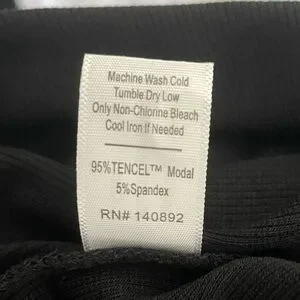 Machine Wash Cold
Tumble Dry Low
Only Non-Chlorine Bleach
Cool Iron If Needed
95%TENCEL™ Modal
5%Spandex
RN# 140892